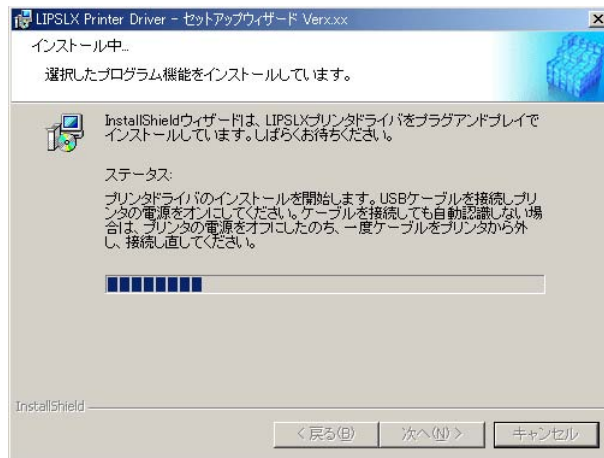 LIPSLX Printer Driver - セットアップウィザード Verx.xx
インストール中...
選択したプログラム機能をインストールしています。
InstallShieldウィザードは、LIPSLXプリンタドライバをプラグアンドプレイで
インストールしています。しばらくお待ちください。
ステータス:
プリンタドライバのインストールを開始します。USBケーブルを接続しプリ
ンタの電源をオンにしてください。ケーブルを接続しても自動認識しない場
合は、プリンタの電源をオフにしたのち、一度ケーブルをプリンタから外
し、接続し直してください。
InstallShield
< 戻る(B)
次へ(N) >
キャンセル